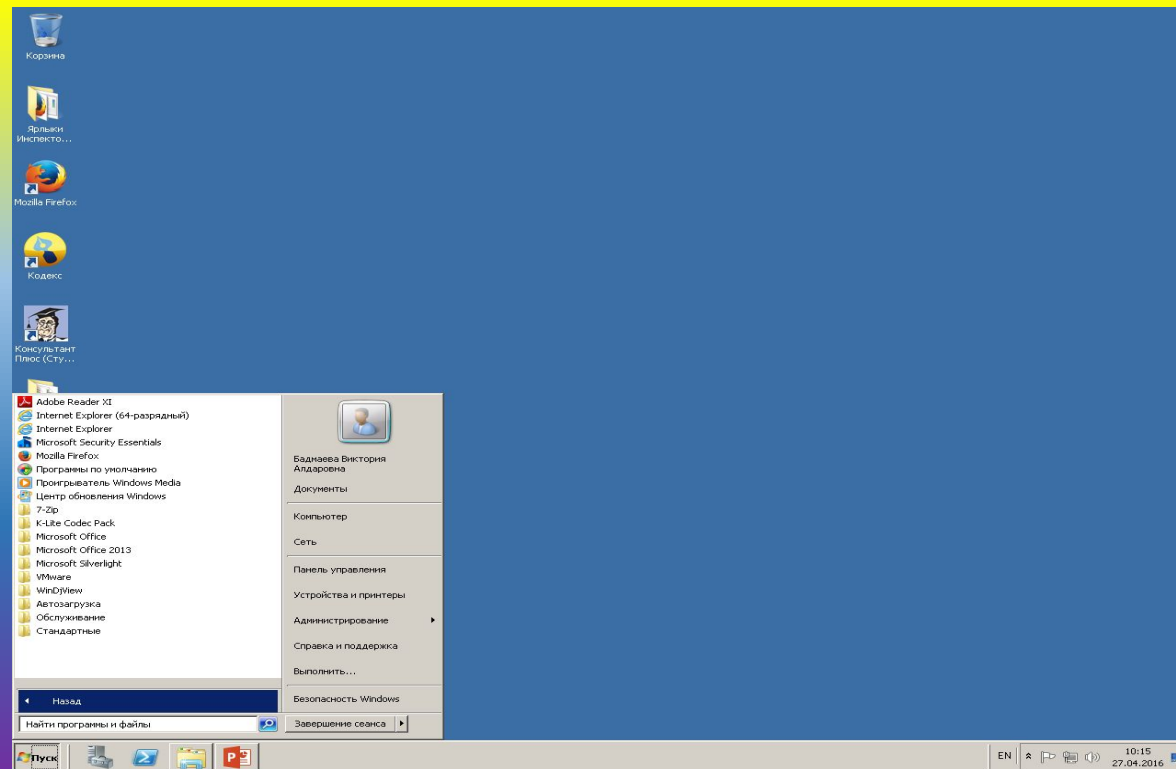 Корзина
Ярлыки
Инспекто...
Mozilla Firefox
Кодекс
Консультант
Плюс (Сту...
Adobe Reader XI
Internet Explorer (64-разрядный)
Internet Explorer
Microsoft Security Essentials
Mozilla Firefox
Программы по умолчанию
Проигрыватель Windows Media
Центр обновления Windows
7-Zip
K-Lite Codec Pack
Microsoft Office
Microsoft Office 2013
Microsoft Silverlight
VMware
WinDjView
Автозагрузка
Обслуживание
Стандартные
Назад
Найти программы и файлы
Бадмаева Виктория
Алдаровна
Документы
Компьютер
Сеть
Панель управления
Устройства и принтеры
Администрирование
Справка и поддержка
Выполнить...
Безопасность Windows
Завершение сеанса
Пуск
EN
10:15
27.04.2016